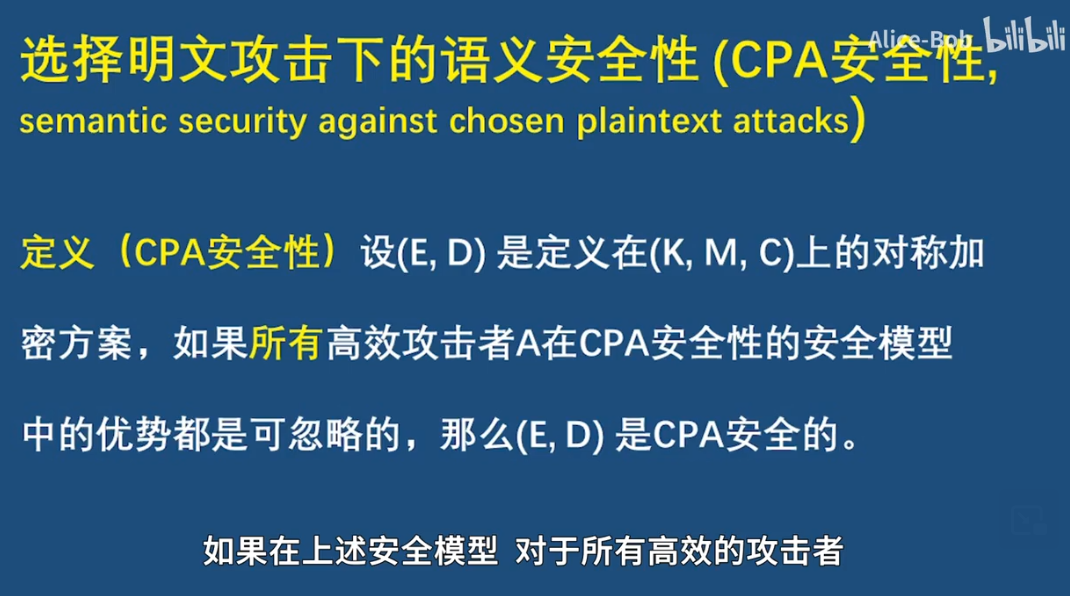 选择明文攻击下的语义安全性 (CPA安全性,
Alice-Bob bilibili
semantic security against chosen plaintext attacks)
定义（CPA安全性）设(E, D) 是定义在(K, M, C)上的对称加
密方案，如果所有高效攻击者A在CPA安全性的安全模型
中的优势都是可忽略的，那么(E, D) 是CPA安全的。
如果在上述安全模型 对于所有高效的攻击者